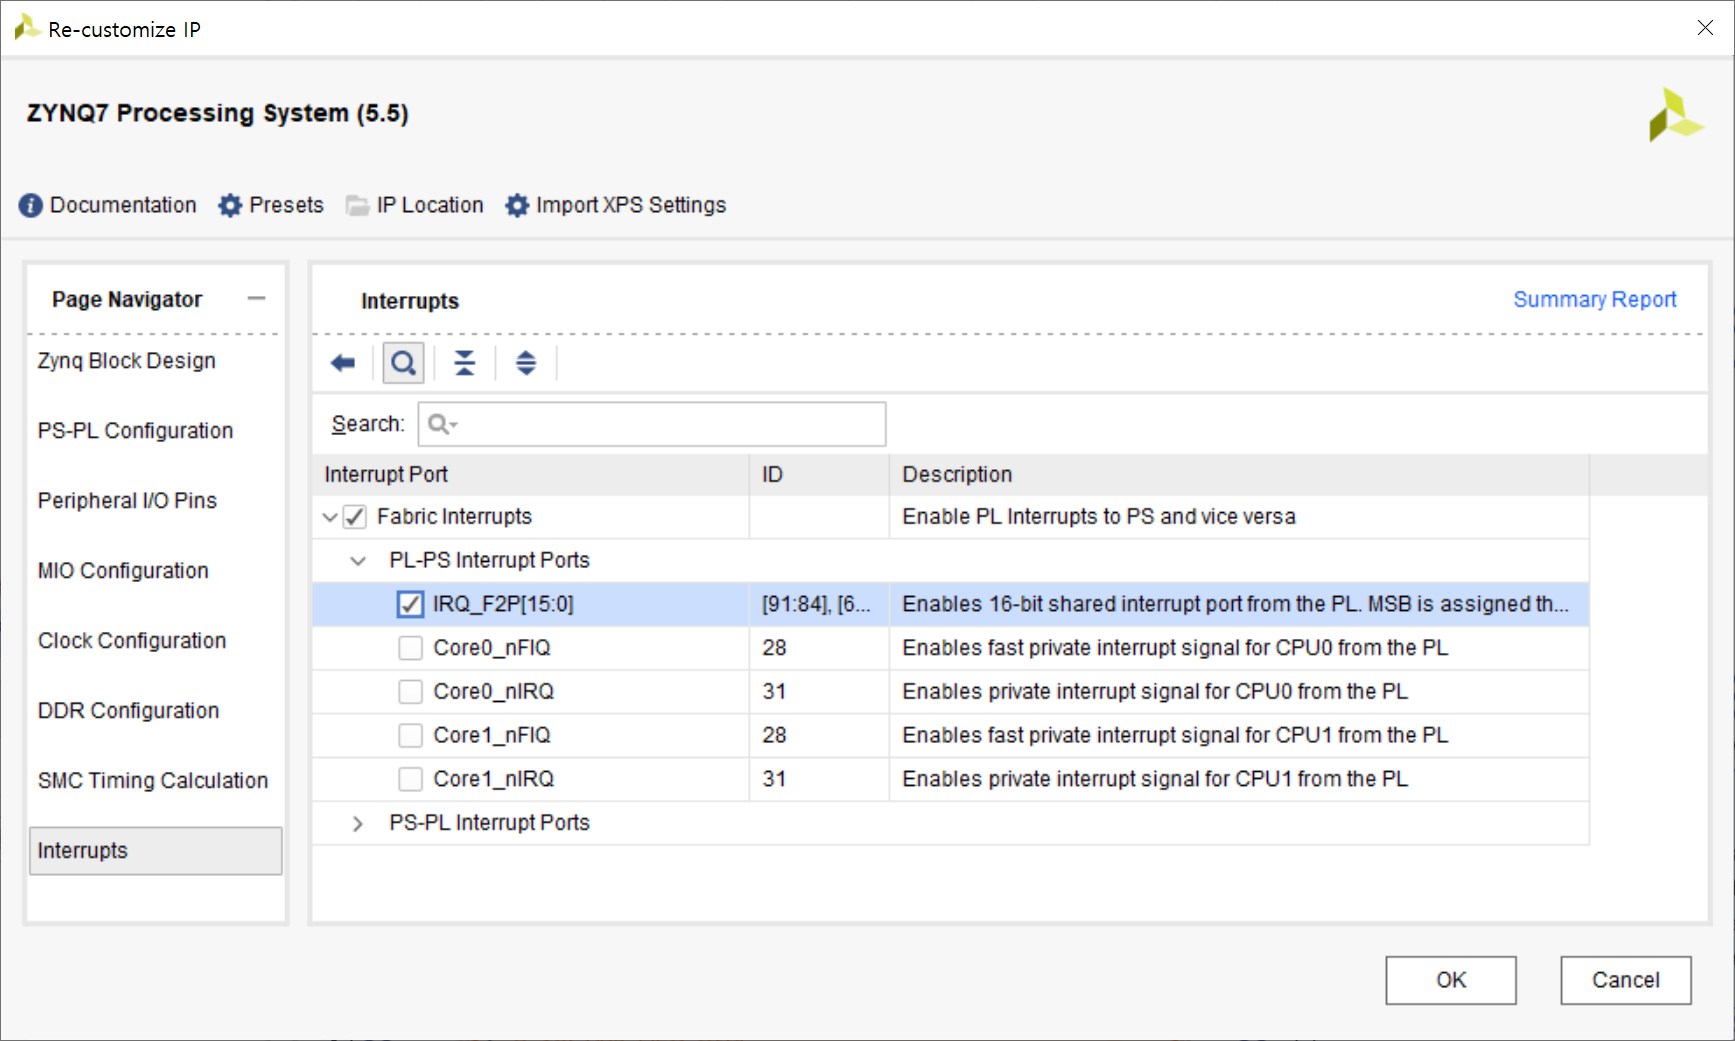 Re-customize IP
ZYNQ7 Processing System (5.5)
Documentation Presets IP Location Import XPS Settings
Page Navigator
Zynq Block Design
PS-PL Configuration
Peripheral I/O Pins
MIO Configuration
Clock Configuration
DDR Configuration
SMC Timing Calculation
Interrupts
Interrupts Summary Report
Search:
Interrupt Port ID Description
Fabric Interrupts Enable PL Interrupts to PS and vice versa
PL-PS Interrupt Ports
IRQ_F2P[15:0] [91:84], [6... Enables 16-bit shared interrupt port from the PL. MSB is assigned th...
Core0_nFIQ 28 Enables fast private interrupt signal for CPU0 from the PL
Core0_nIRQ 31 Enables private interrupt signal for CPU0 from the PL
Core1_nFIQ 28 Enables fast private interrupt signal for CPU1 from the PL
Core1_nIRQ 31 Enables private interrupt signal for CPU1 from the PL
PS-PL Interrupt Ports
OK Cancel